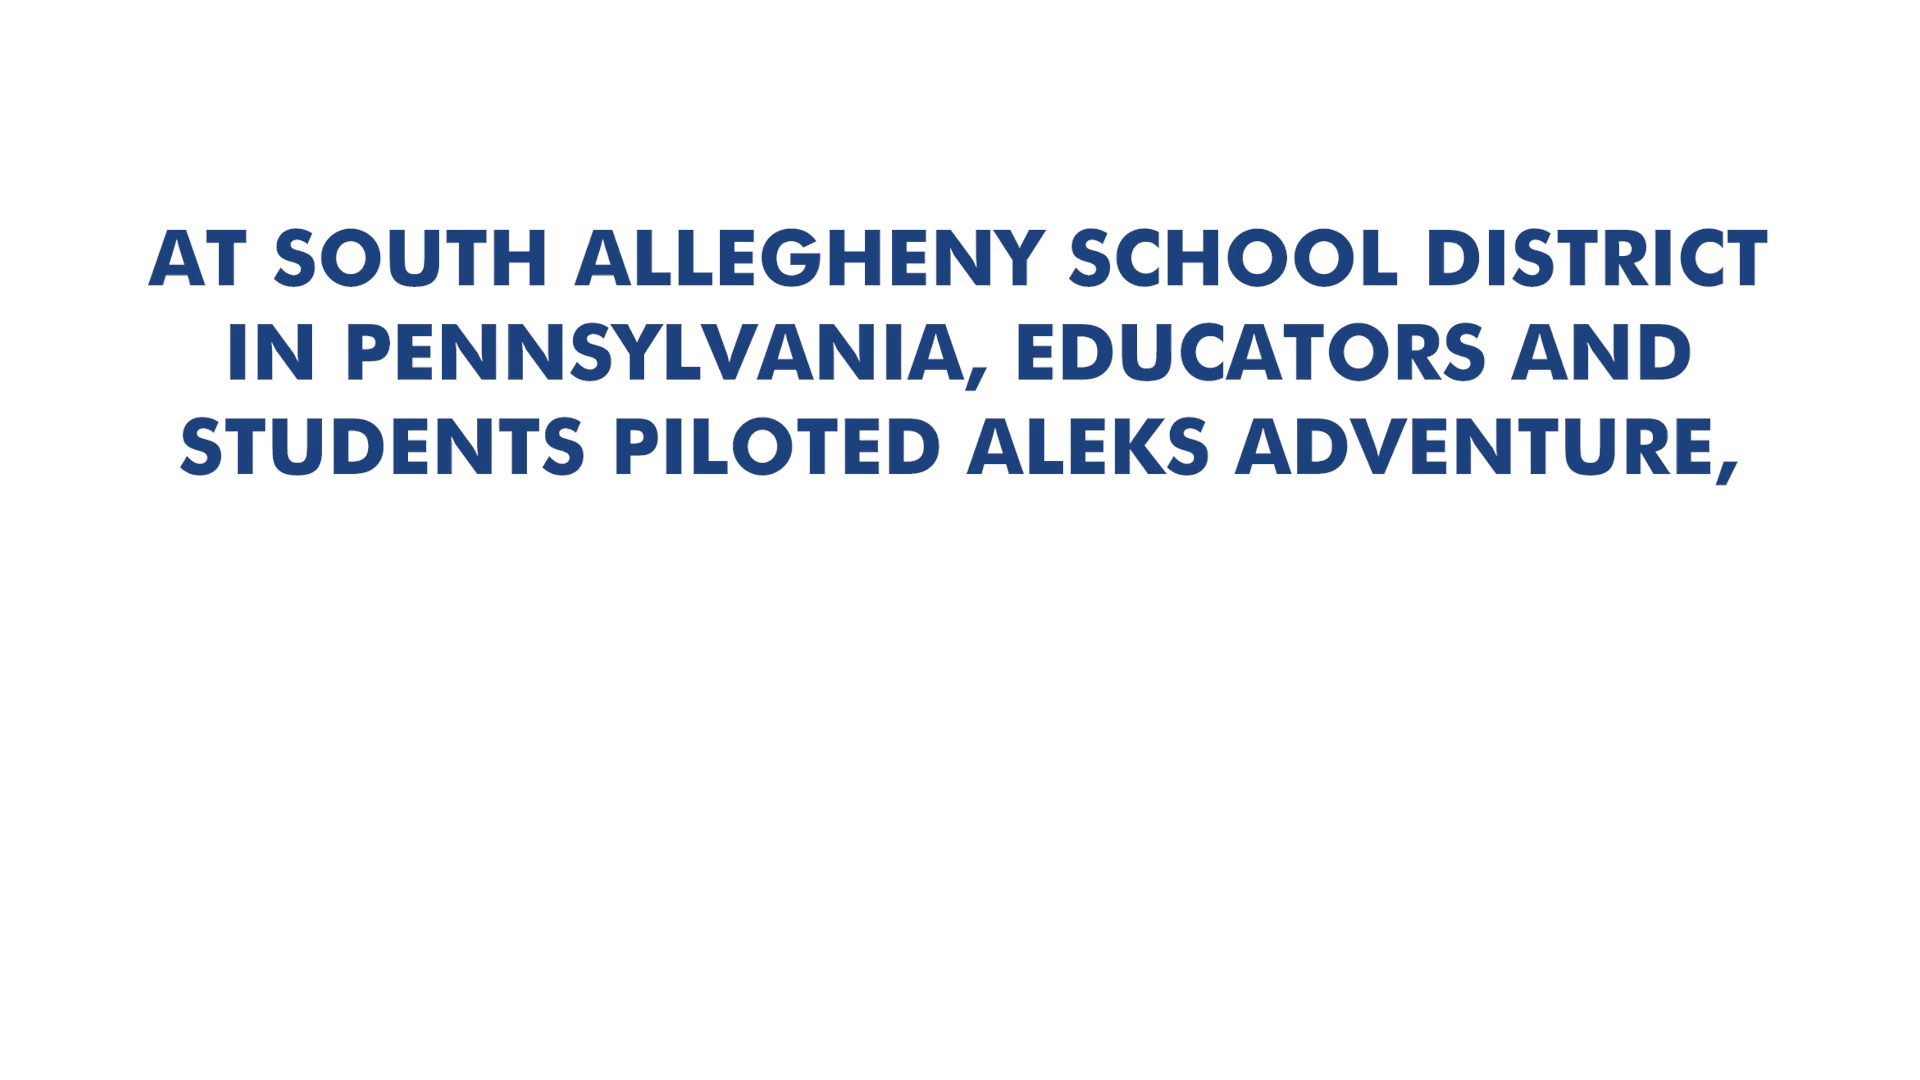 AT SOUTH ALLEGHENY SCHOOL DISTRICT
IN PENNSYLVANIA, EDUCATORS AND
STUDENTS PILOTED ALEKS ADVENTURE,